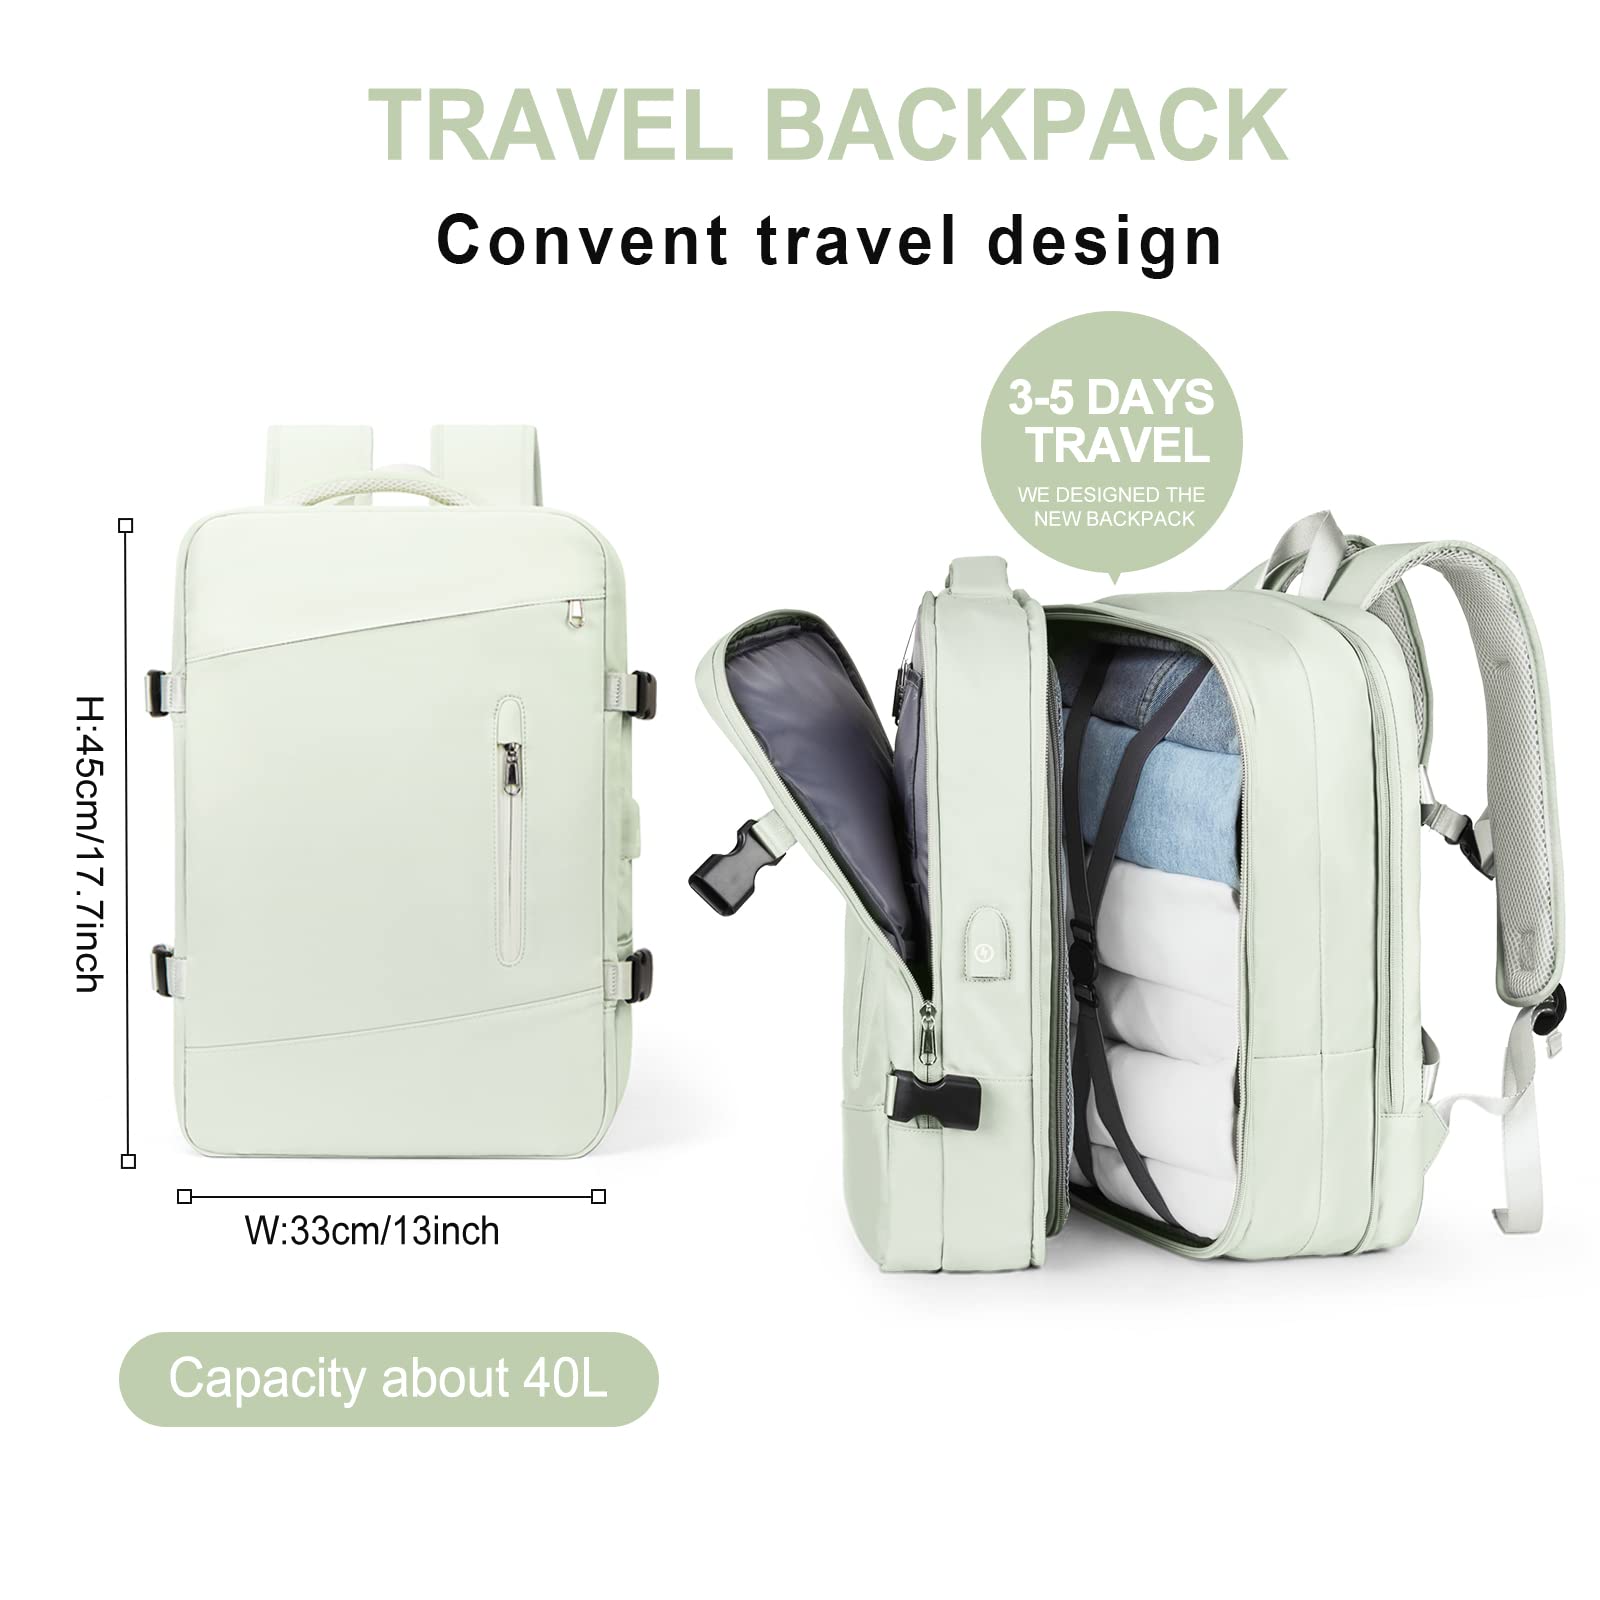 TRAVEL BACKPACK
Convent travel design
3-5 DAYS
TRAVEL
WE DESIGNED THE
NEW BACKPACK
H:45cm/17.7inch
W:33cm/13inch
Capacity about 40L